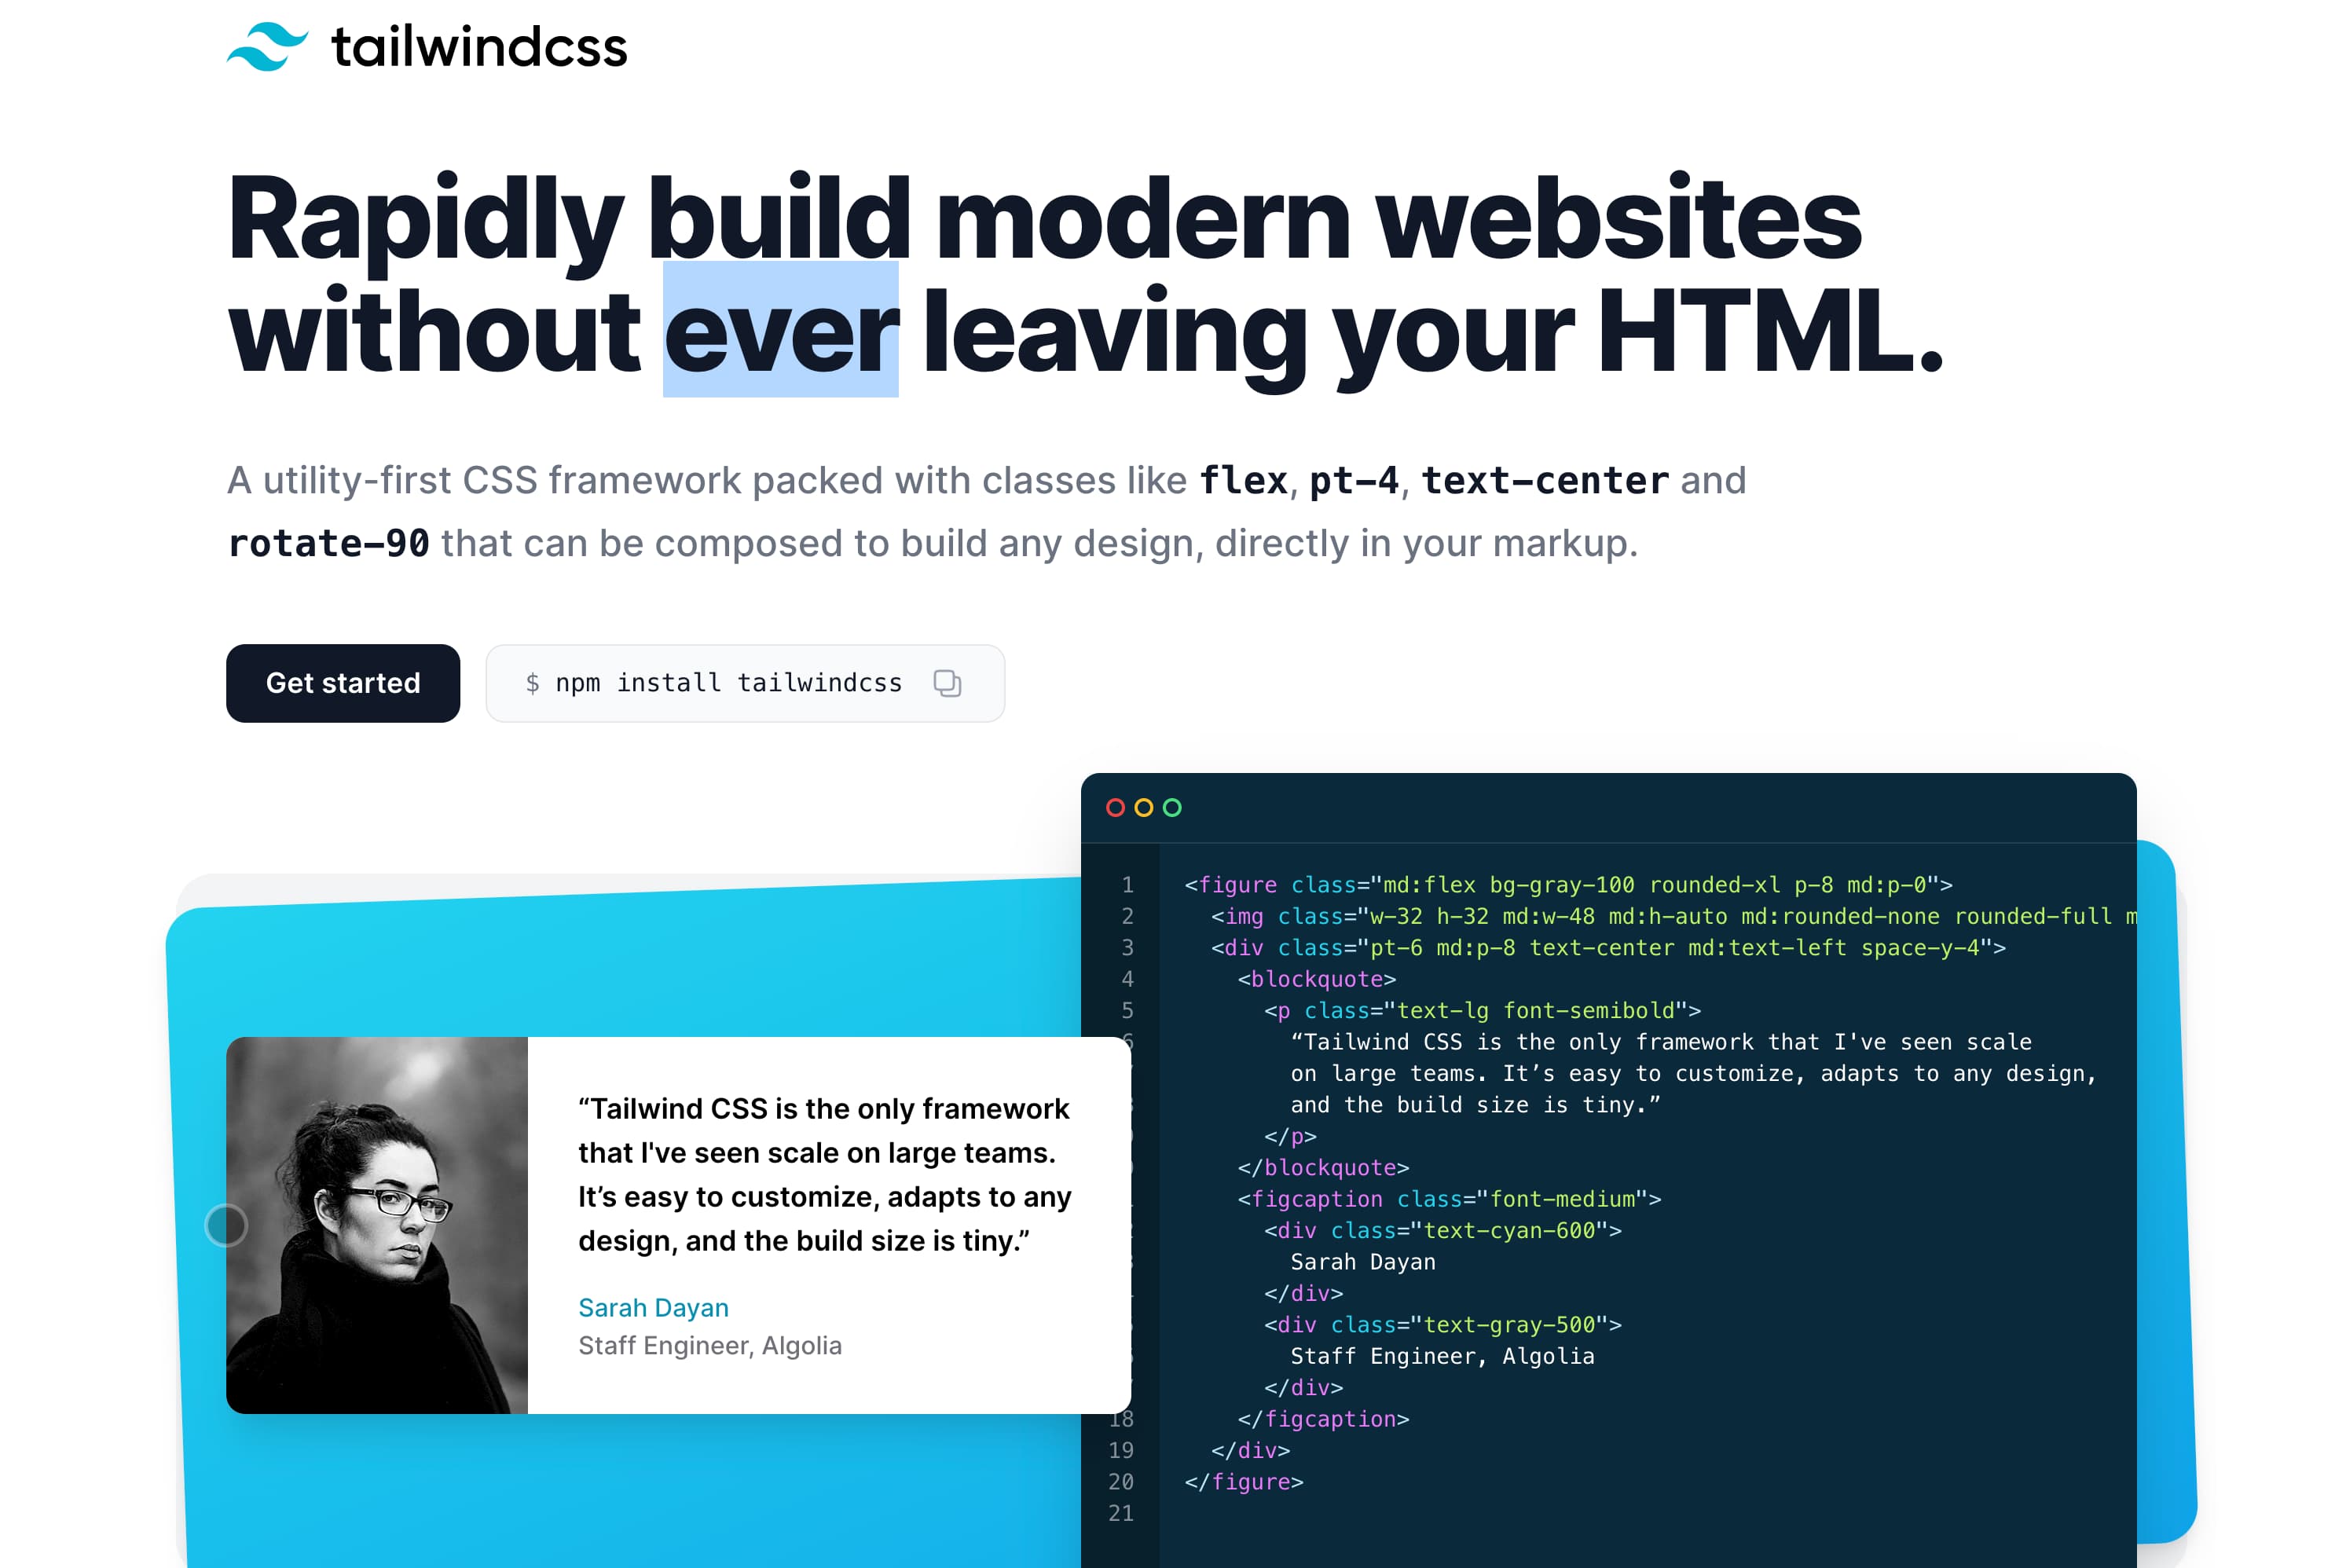 tailwindcss
Rapidly build modern websites
without ever leaving your HTML.
A utility-first CSS framework packed with classes like flex, pt-4, text-center and
rotate-90 that can be composed to build any design, directly in your markup.
Get started
$ npm install tailwindcss
“Tailwind CSS is the only framework
that I've seen scale on large teams.
It’s easy to customize, adapts to any
design, and the build size is tiny.”
Sarah Dayan
Staff Engineer, Algolia
1 <figure class="md:flex bg-gray-100 rounded-xl p-8 md:p-0">
2 <img class="w-32 h-32 md:w-48 md:h-auto md:rounded-none rounded-full m
3 <div class="pt-6 md:p-8 text-center md:text-left space-y-4">
4 <blockquote>
5 <p class="text-lg font-semibold">
“Tailwind CSS is the only framework that I've seen scale
on large teams. It’s easy to customize, adapts to any design,
and the build size is tiny.”
</p>
</blockquote>
<figcaption class="font-medium">
<div class="text-cyan-600">
Sarah Dayan
</div>
<div class="text-gray-500">
Staff Engineer, Algolia
</div>
18 </figcaption>
19 </div>
20 </figure>
21